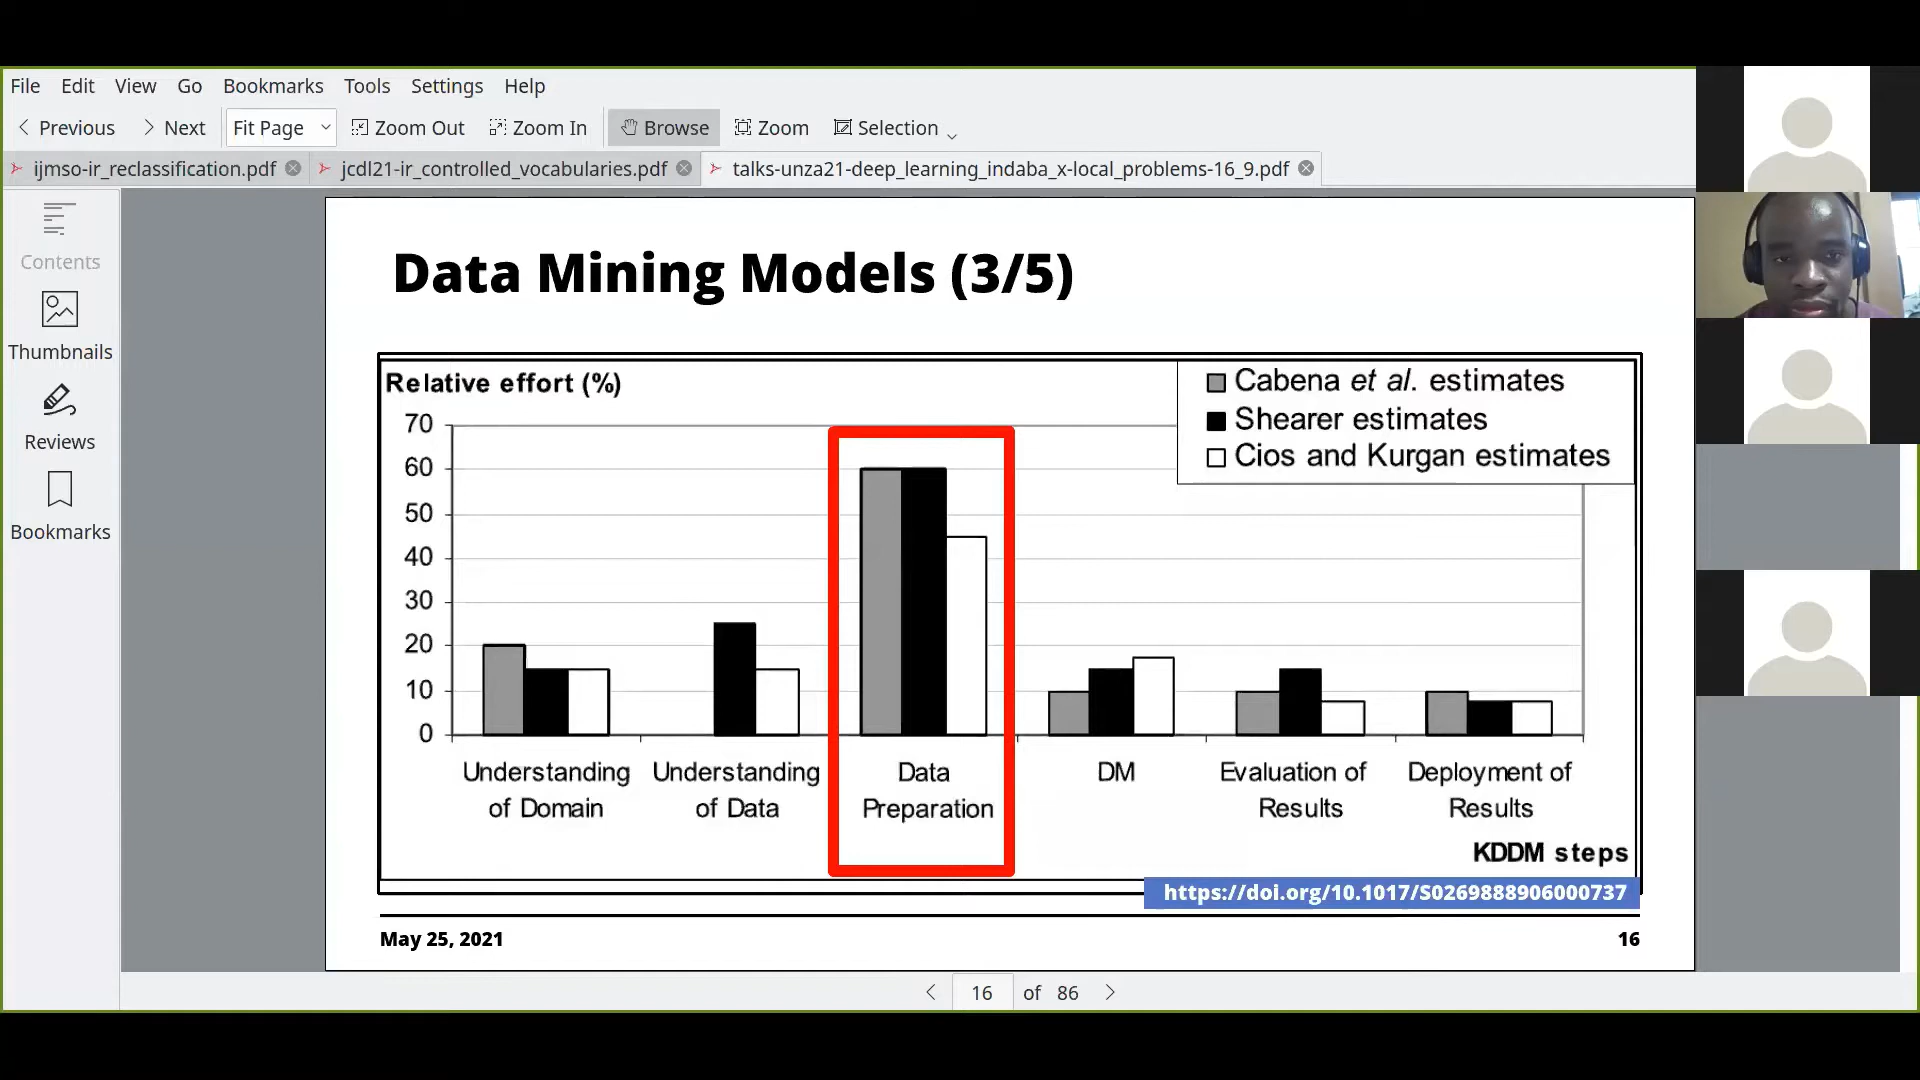 File Edit View Go Bookmarks Tools Settings Help
Previous Next Fit Page Zoom Out Zoom In Browse Zoom Selection
ijmso-ir_reclassification.pdf jcdl21-ir_controlled_vocabularies.pdf talks-unza21-deep_learning_indaba_x-local_problems-16_9.pdf
Contents
Thumbnails
Reviews
Bookmarks
Data Mining Models (3/5)
Relative effort (%)
Cabena et al. estimates
Shearer estimates
Cios and Kurgan estimates
70
60
50
40
30
20
10
0
Understanding of Domain
Understanding of Data
Data Preparation
DM
Evaluation of Results
Deployment of Results
KDDM steps
https://doi.org/10.1017/S0269888906000737
May 25, 2021 16
16 of 86